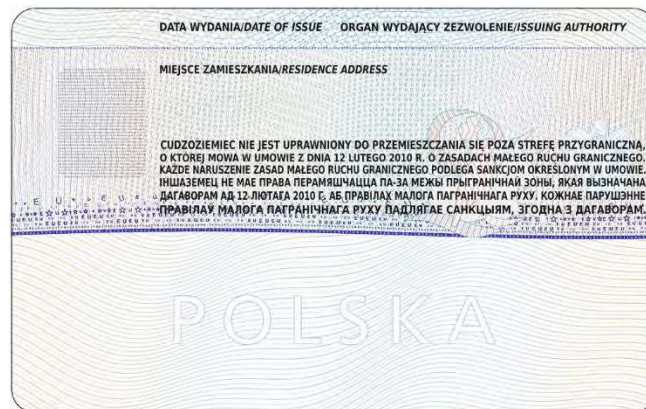 DATA WYDANIA/DATE OF ISSUE ORGAN WYDAJĄCY ZEZWOLENIE/ISSUING AUTHORITY
MIEJSCE ZAMIESZKANIA/RESIDENCE ADDRESS
CUDZOZIEMIEC NIE JEST UPRAWNIONY DO PRZEMIESZCZANIA SIĘ POZA STREFĘ PRZYGRANICZNĄ,
O KTÓREJ MOWA W UMOWIE Z DNIA 12 LUTEGO 2010 R. O ZASADACH MAŁEGO RUCHU GRANICZNEGO.
KAŻDE NARUSZENIE ZASAD MAŁEGO RUCHU GRANICZNEGO PODLEGA SANKCJOM OKREŚLONYM W UMOWIE.
ІНШАЗЕМЕЦ НЕ МАЕ ПРАВА ПЕРАМЯШЧАЦЦА ПА-ЗА МЕЖЫ ПРЫГРАНІЧНАЙ ЗОНЫ, ЯКАЯ ВЫЗНАЧАНА
ДАГАВОРАМ АД 12 ЛЮТАГА 2010 Г. АБ ПРАВІЛАХ МАЛОГА ПАГРАНІЧНАГА РУХУ. КОЖНАЕ ПАРУШЭННЕ
ПРАВІЛАЎ МАЛОГА ПАГРАНІЧНАГА РУХУ ПАДЛЯГАЕ САНКЦЫЯМ, ЗГОДНА З ДАГАВОРАМ.
POLSKA